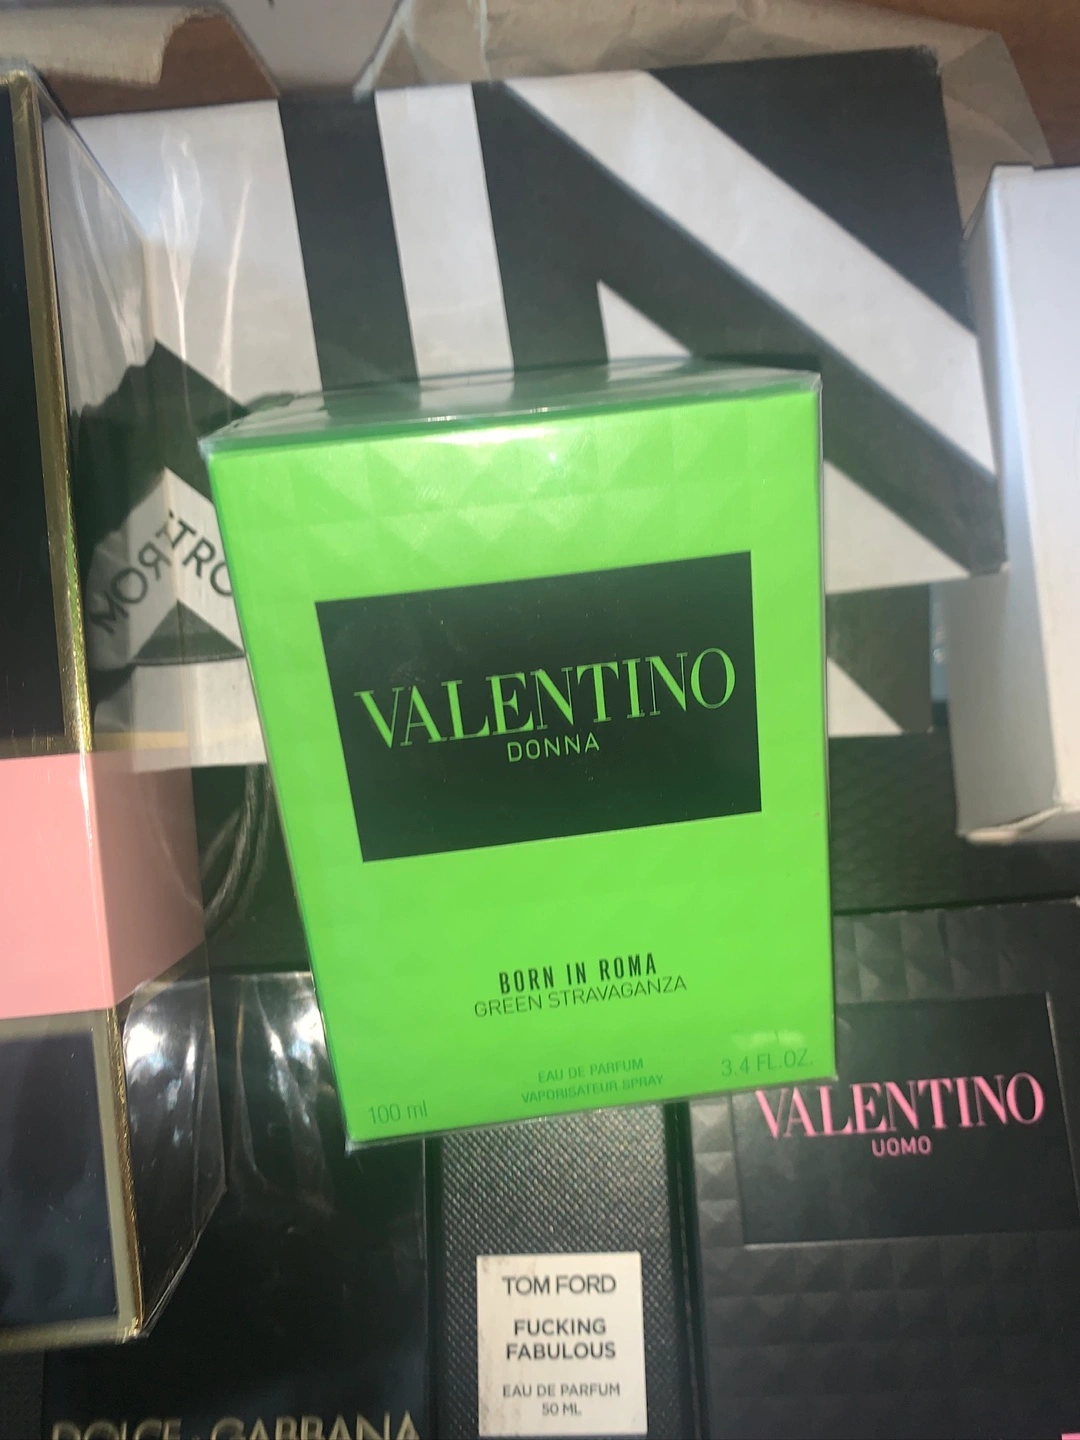 VALENTINO
DONNA
BORN IN ROMA
GREEN STRAVAGANZA
EAU DE PARFUM
VAPORISATEUR SPRAY
100 ml
3.4 FL.OZ.
VALENTINO
UOMO
TOM FORD
FUCKING
FABULOUS
EAU DE PARFUM
50 ML
DOLCE & GABBANA